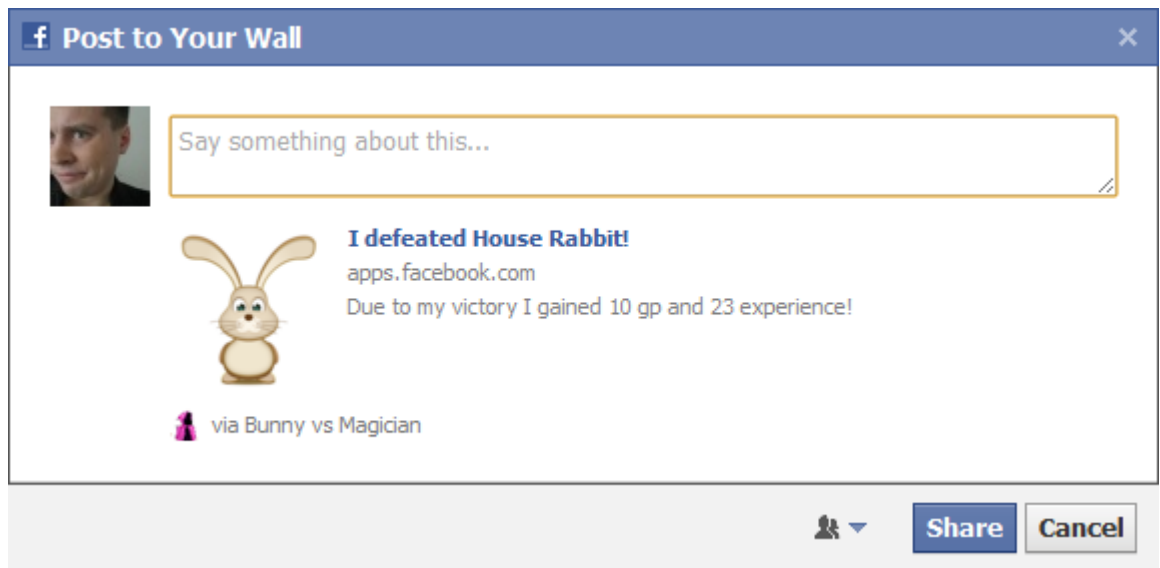 f Post to Your Wall ×
Say something about this...
I defeated House Rabbit!
apps.facebook.com
Due to my victory I gained 10 gp and 23 experience!
via Bunny vs Magician
Share Cancel